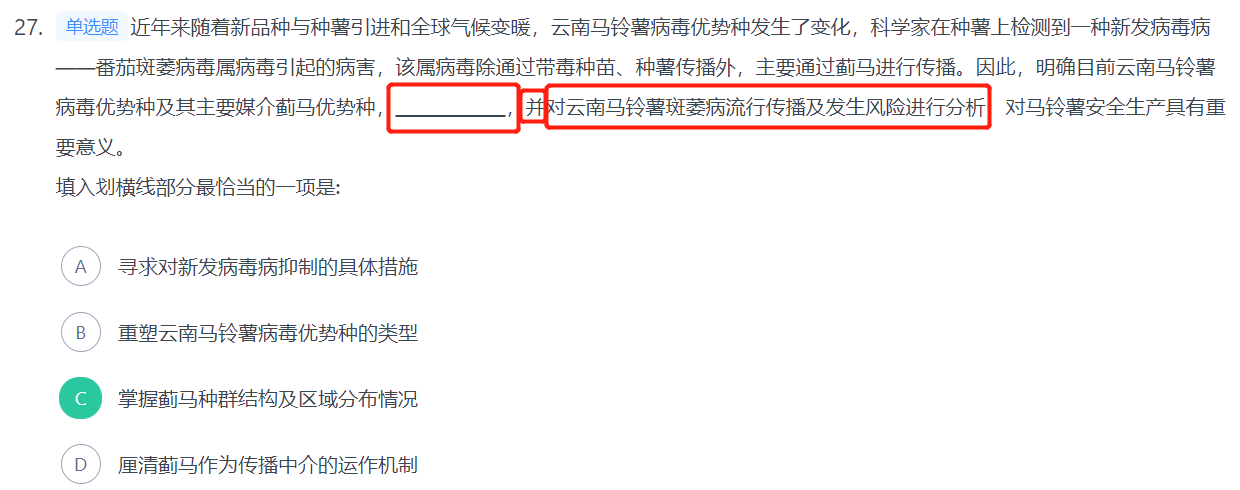 27. 单选题 近年来随着新品种与种薯引进和全球气候变暖，云南马铃薯病毒优势种发生了变化，科学家在种薯上检测到一种新发病毒病
——番茄斑萎病毒属病毒引起的病害，该属病毒除通过带毒种苗、种薯传播外，主要通过蓟马进行传播。因此，明确目前云南马铃薯
病毒优势种及其主要媒介蓟马优势种，___________，并对云南马铃薯斑萎病流行传播及发生风险进行分析 对马铃薯安全生产具有重
要意义。
填入划横线部分最恰当的一项是:
A 寻求对新发病毒病抑制的具体措施
B 重塑云南马铃薯病毒优势种的类型
C 掌握蓟马种群结构及区域分布情况
D 厘清蓟马作为传播中介的运作机制